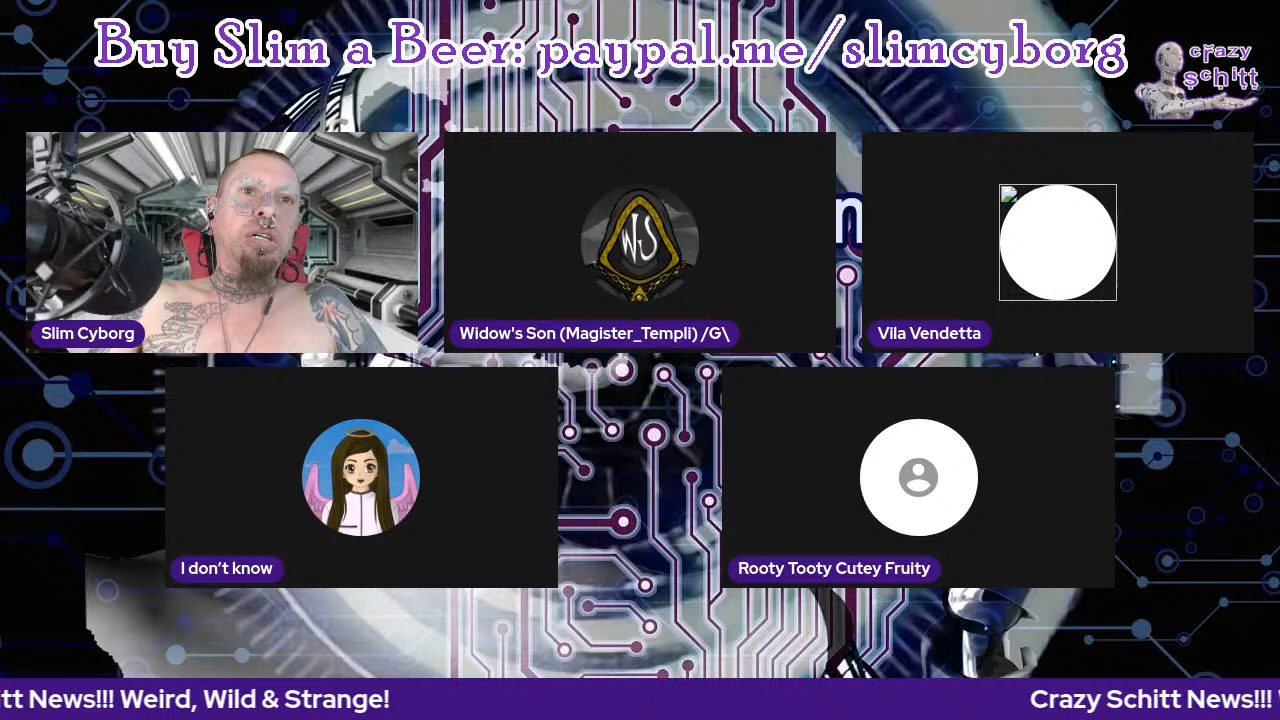 Buy Slim a Beer: paypal.me/slimcyborg
crazy
schitt
WS
Slim Cyborg
Widow's Son (Magister_Templi) /G\
Vila Vendetta
I don't know
Rooty Tooty Cutey Fruity
tt News!!! Weird, Wild & Strange!
Crazy Schitt News!!!